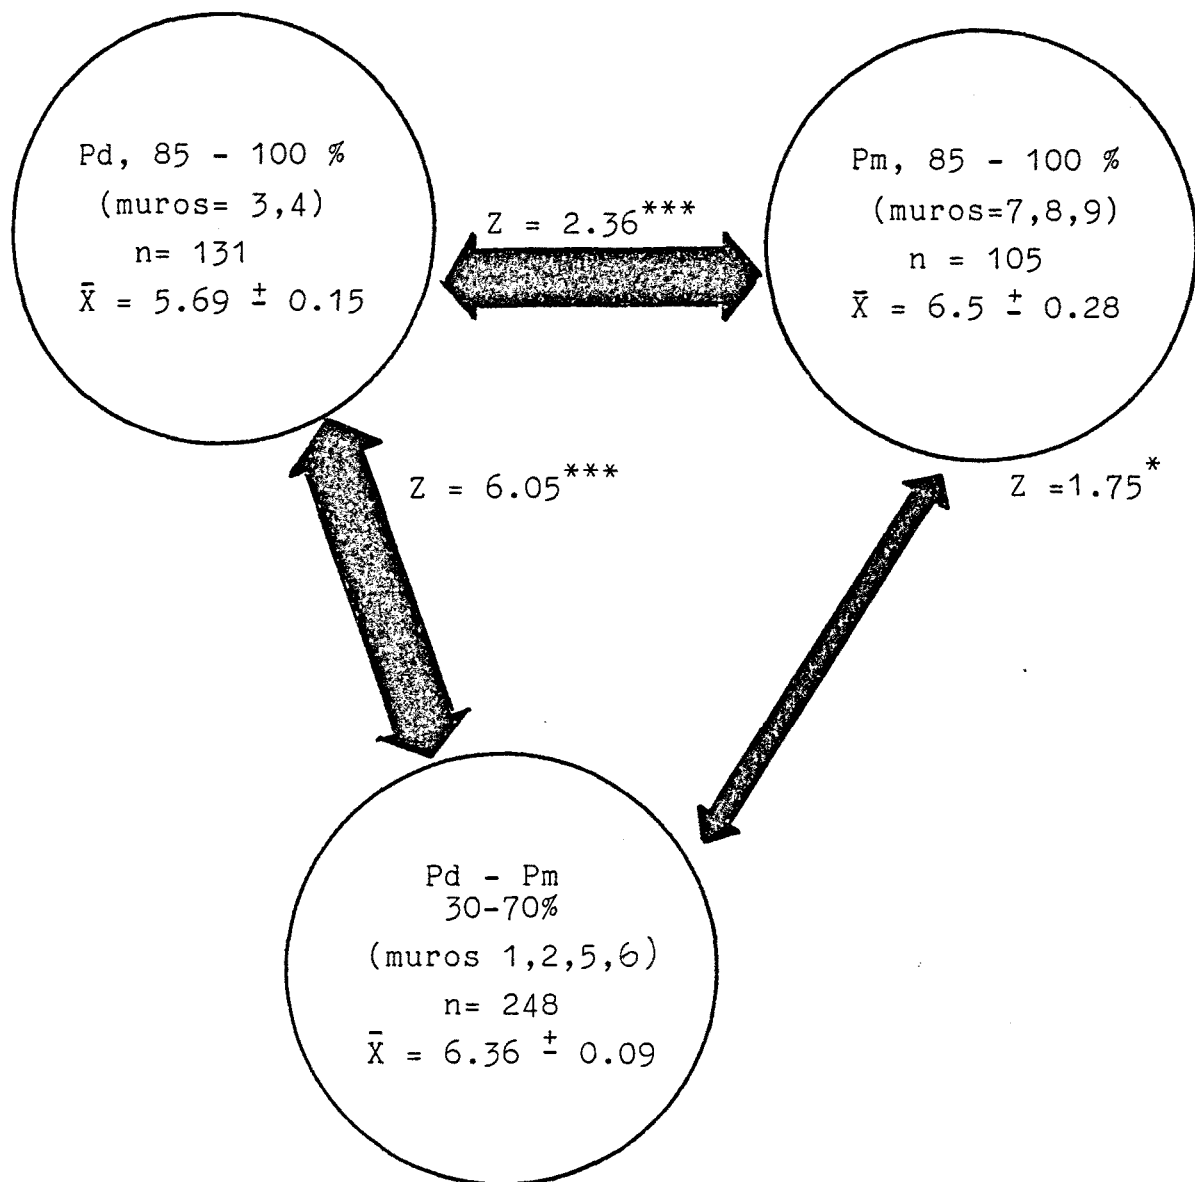 Pd, 85 - 100 %
(muros= 3,4)
n= 131
X̄ = 5.69 ± 0.15
Z = 2.36***
Pm, 85 - 100 %
(muros=7,8,9)
n = 105
X̄ = 6.5 ± 0.28
Z = 6.05***
Z =1.75*
Pd - Pm
30-70%
(muros 1,2,5,6)
n= 248
X̄ = 6.36 ± 0.09